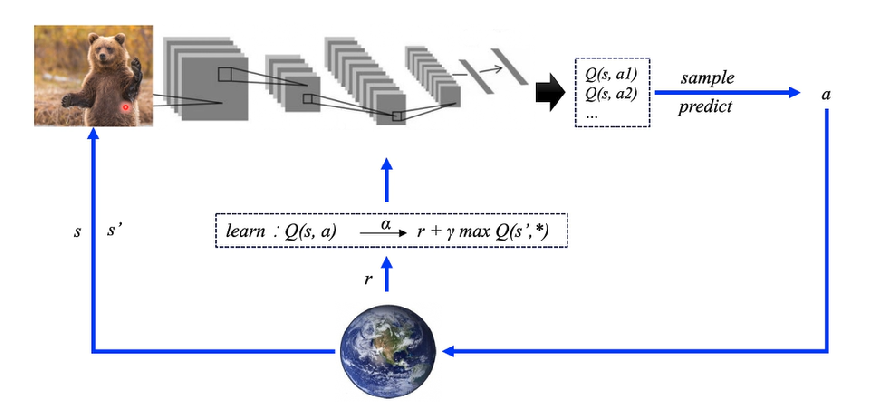 Q(s, a1)
Q(s, a2)
...
sample
predict
a
s
s’
learn：Q(s, a) α r + γ max Q(s’,*)
r